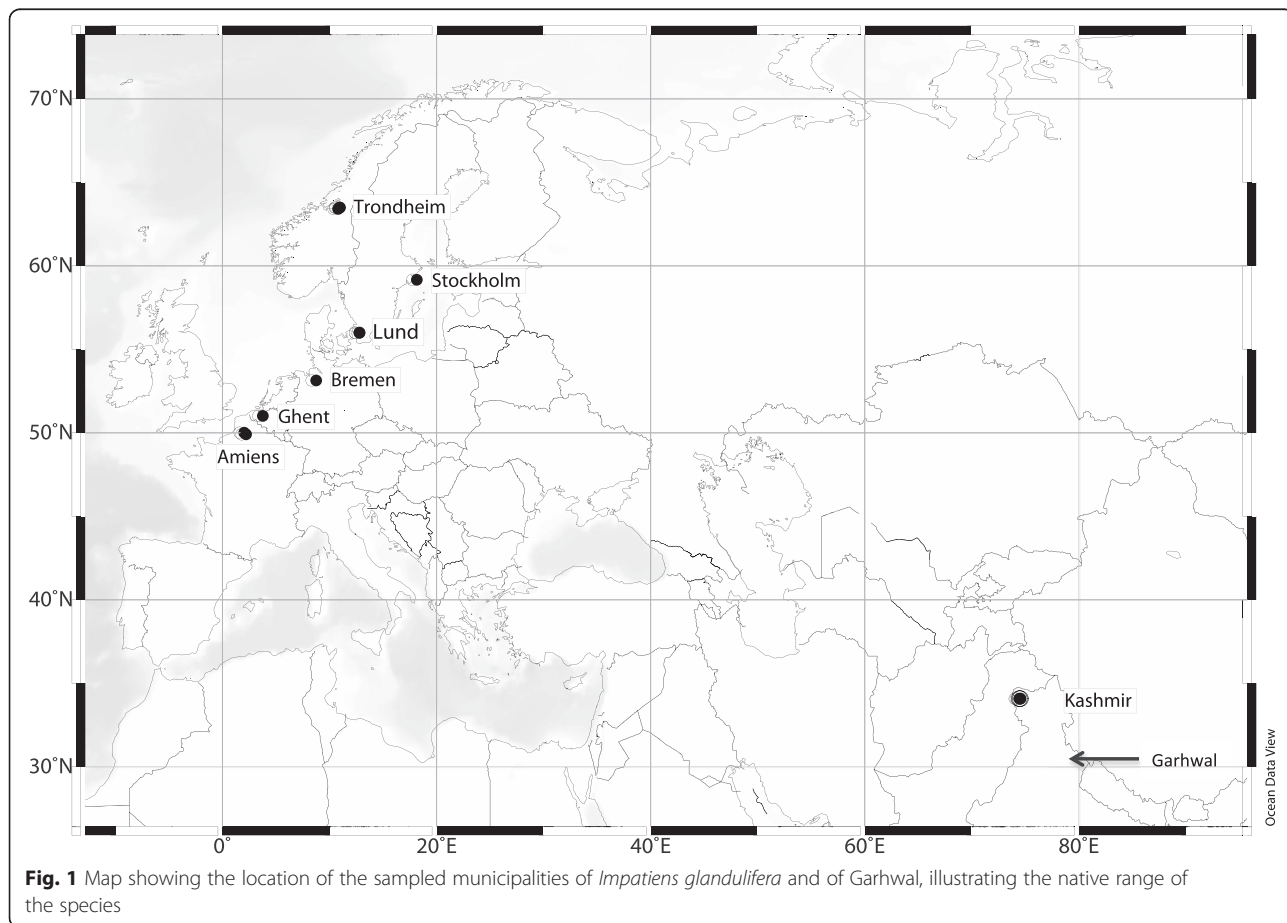 70°N
Trondheim
60°N
Stockholm
Lund
Bremen
Ghent
50°N
Amiens
40°N
Kashmir
30°N
Garhwal
Ocean Data View
0°
20°E
40°E
60°E
80°E
Fig. 1 Map showing the location of the sampled municipalities of Impatiens glandulifera and of Garhwal, illustrating the native range of
the species